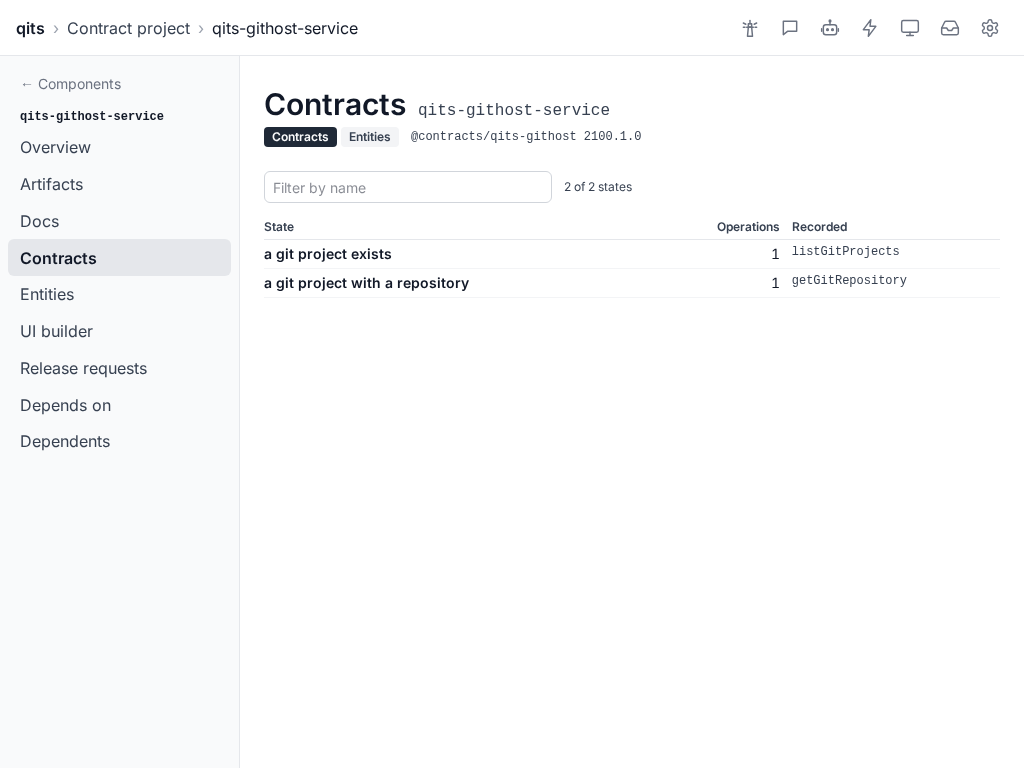 qits › Contract project › qits-githost-service
← Components
qits-githost-service
Overview
Artifacts
Docs
Contracts
Entities
UI builder
Release requests
Depends on
Dependents
Contracts qits-githost-service
Contracts Entities @contracts/qits-githost 2100.1.0
Filter by name 2 of 2 states
State Operations Recorded
a git project exists 1 listGitProjects
a git project with a repository 1 getGitRepository